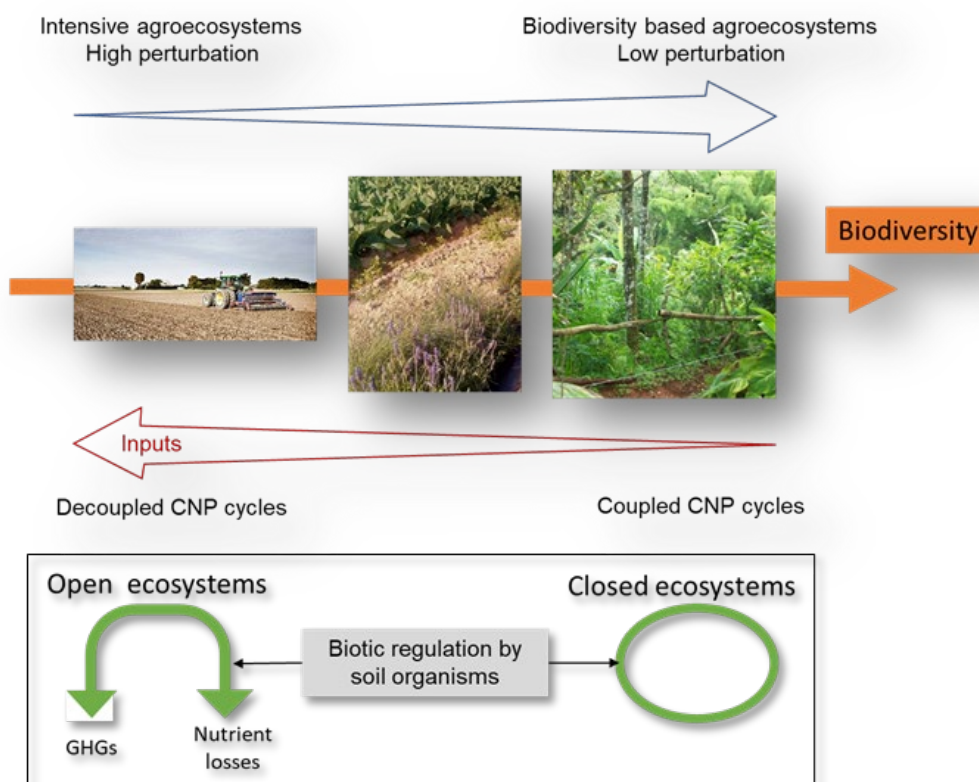 Intensive agroecosystems
High perturbation
Biodiversity based agroecosystems
Low perturbation
Biodiversity
Inputs
Decoupled CNP cycles
Coupled CNP cycles
Open ecosystems
Closed ecosystems
Biotic regulation by
soil organisms
GHGs
Nutrient
losses